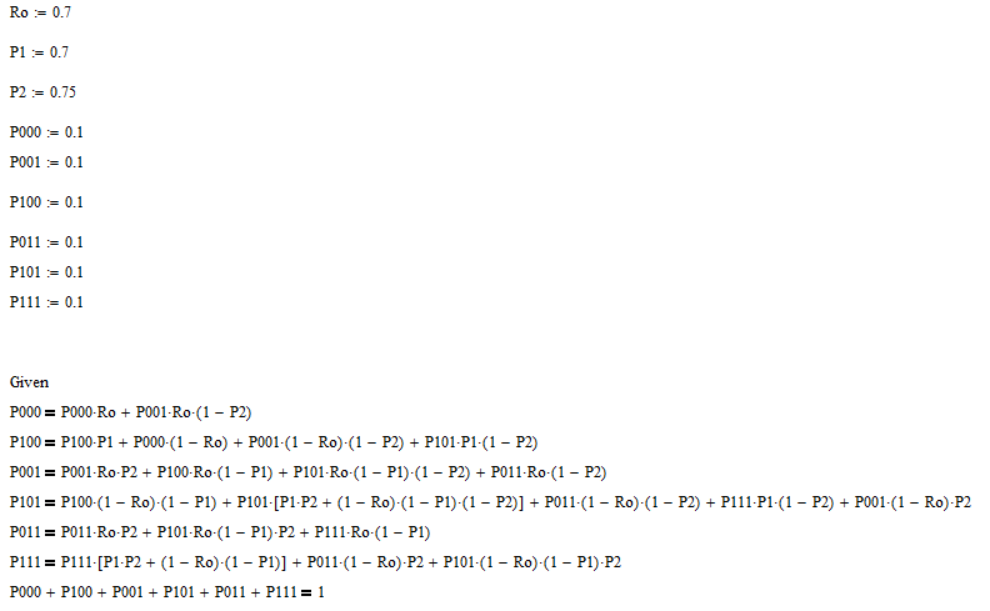 Ro := 0.7
P1 := 0.7
P2 := 0.75
P000 := 0.1
P001 := 0.1
P100 := 0.1
P011 := 0.1
P101 := 0.1
P111 := 0.1
Given
P000 = P000·Ro + P001·Ro·(1 − P2)
P100 = P100·P1 + P000·(1 − Ro) + P001·(1 − Ro)·(1 − P2) + P101·P1·(1 − P2)
P001 = P001·Ro·P2 + P100·Ro·(1 − P1) + P101·Ro·(1 − P1)·(1 − P2) + P011·Ro·(1 − P2)
P101 = P100·(1 − Ro)·(1 − P1) + P101·[P1·P2 + (1 − Ro)·(1 − P1)·(1 − P2)] + P011·(1 − Ro)·(1 − P2) + P111·P1·(1 − P2) + P001·(1 − Ro)·P2
P011 = P011·Ro·P2 + P101·Ro·(1 − P1)·P2 + P111·Ro·(1 − P1)
P111 = P111·[P1·P2 + (1 − Ro)·(1 − P1)] + P011·(1 − Ro)·P2 + P101·(1 − Ro)·(1 − P1)·P2
P000 + P100 + P001 + P101 + P011 + P111 = 1